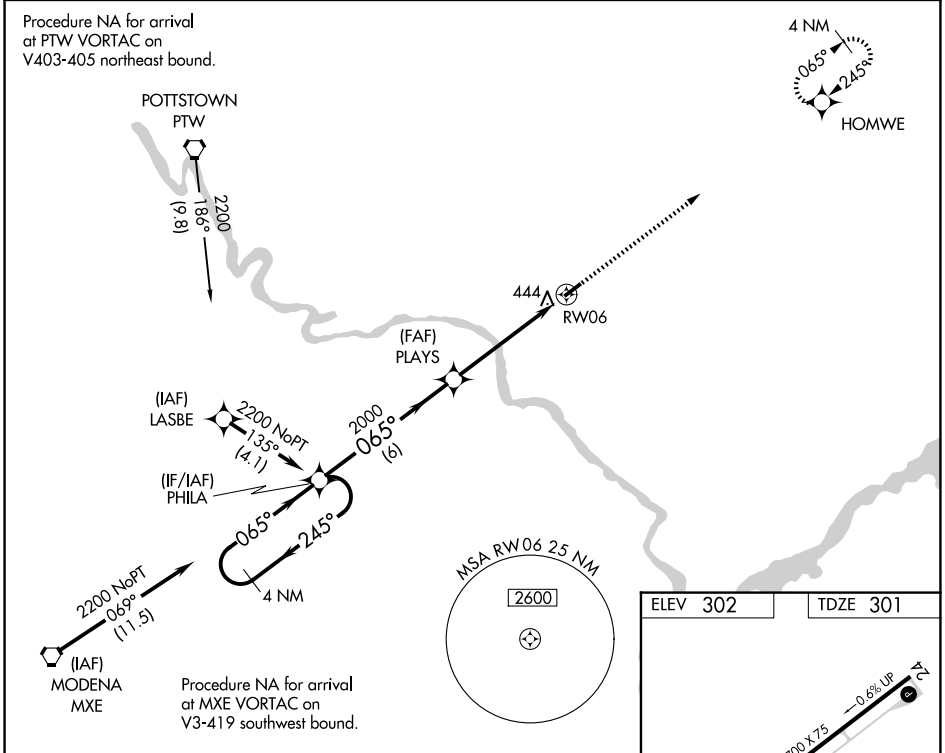 Procedure NA for arrival
at PTW VORTAC on
V403-405 northeast bound.
4 NM
065°
245°
HOMWE
POTTSTOWN
PTW
2200
186°
(9.8)
444
RW06
(FAF)
PLAYS
(IAF)
LASBE
2200 NoPT
135°
(4.1)
2000
065°
(6)
(IF/IAF)
PHILA
065°
245°
4 NM
2200 NoPT
069°
(11.5)
(IAF)
MODENA
MXE
Procedure NA for arrival
at MXE VORTAC on
V3-419 southwest bound.
MSA RW06 25 NM
2600
ELEV 302
TDZE 301
24
0.6% UP
P
X 75